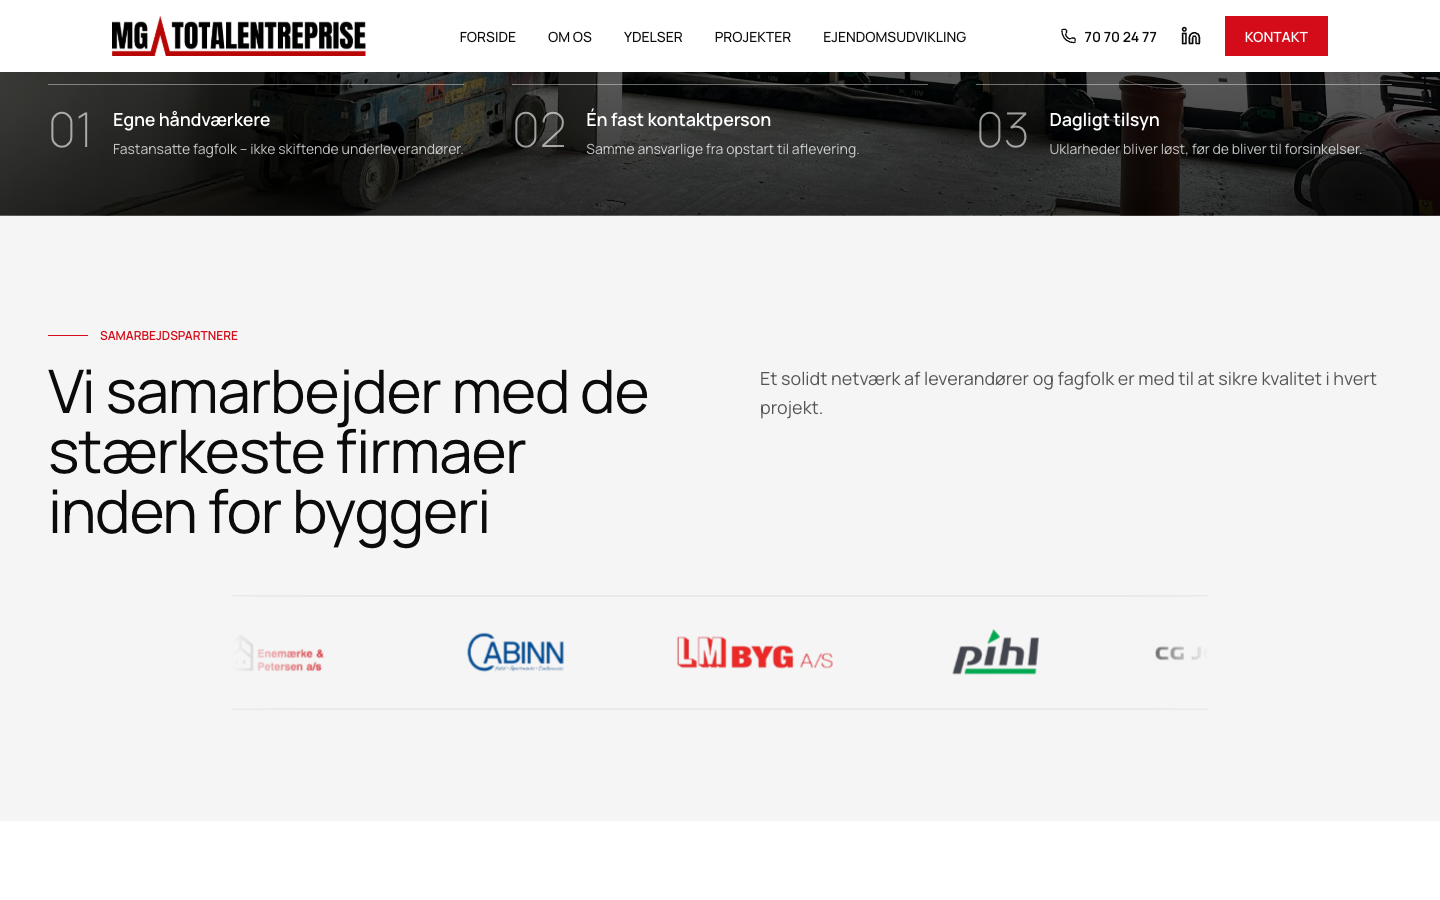 MG TOTALENTREPRISE
FORSIDE
OM OS
YDELSER
PROJEKTER
EJENDOMSUDVIKLING
70 70 24 77
KONTAKT
01
Egne håndværkere
Fastansatte fagfolk – ikke skiftende underleverandører.
02
Én fast kontaktperson
Samme ansvarlige fra opstart til aflevering.
03
Dagligt tilsyn
Uklarheder bliver løst, før de bliver til forsinkelser.
SAMARBEJDSPARTNERE
Vi samarbejder med de
stærkeste firmaer
inden for byggeri
Et solidt netværk af leverandører og fagfolk er med til at sikre kvalitet i hvert
projekt.
Enemærke &
Petersen a/s
CABINN
LM BYG A/S
pihl
CG